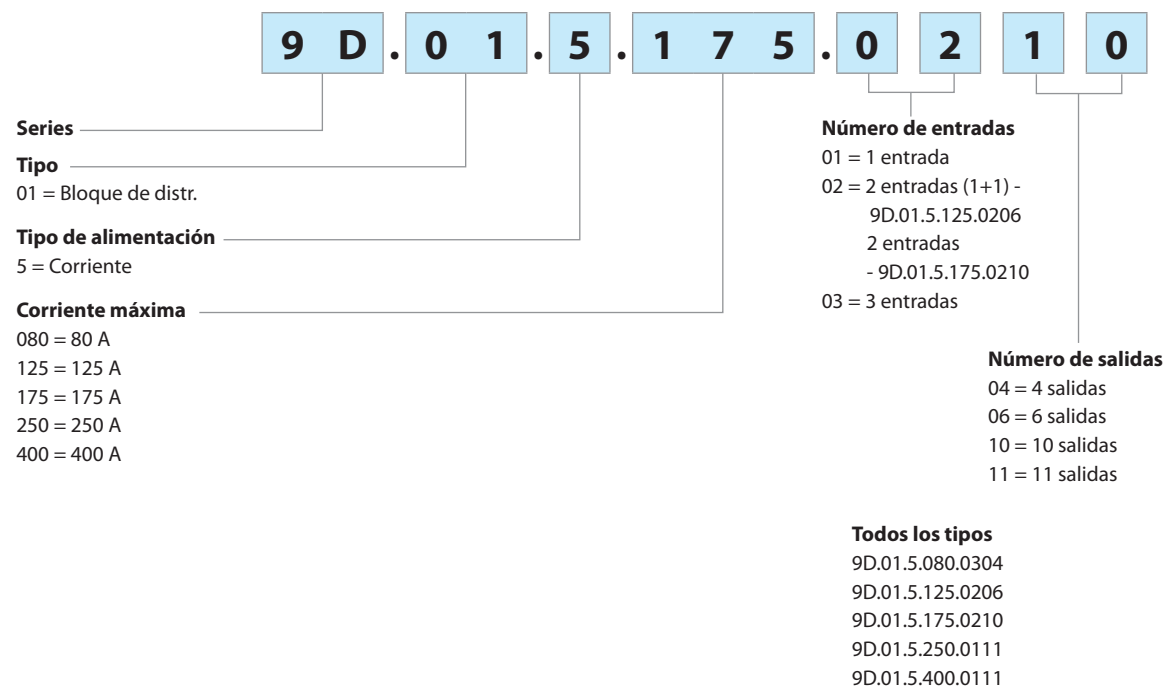 9 D . 0 1 . 5 . 1 7 5 . 0 2 1 0
Series
Tipo
01 = Bloque de distr.
Tipo de alimentación
5 = Corriente
Corriente máxima
080 = 80 A
125 = 125 A
175 = 175 A
250 = 250 A
400 = 400 A
Número de entradas
01 = 1 entrada
02 = 2 entradas (1+1) -
9D.01.5.125.0206
2 entradas
- 9D.01.5.175.0210
03 = 3 entradas
Número de salidas
04 = 4 salidas
06 = 6 salidas
10 = 10 salidas
11 = 11 salidas
Todos los tipos
9D.01.5.080.0304
9D.01.5.125.0206
9D.01.5.175.0210
9D.01.5.250.0111
9D.01.5.400.0111